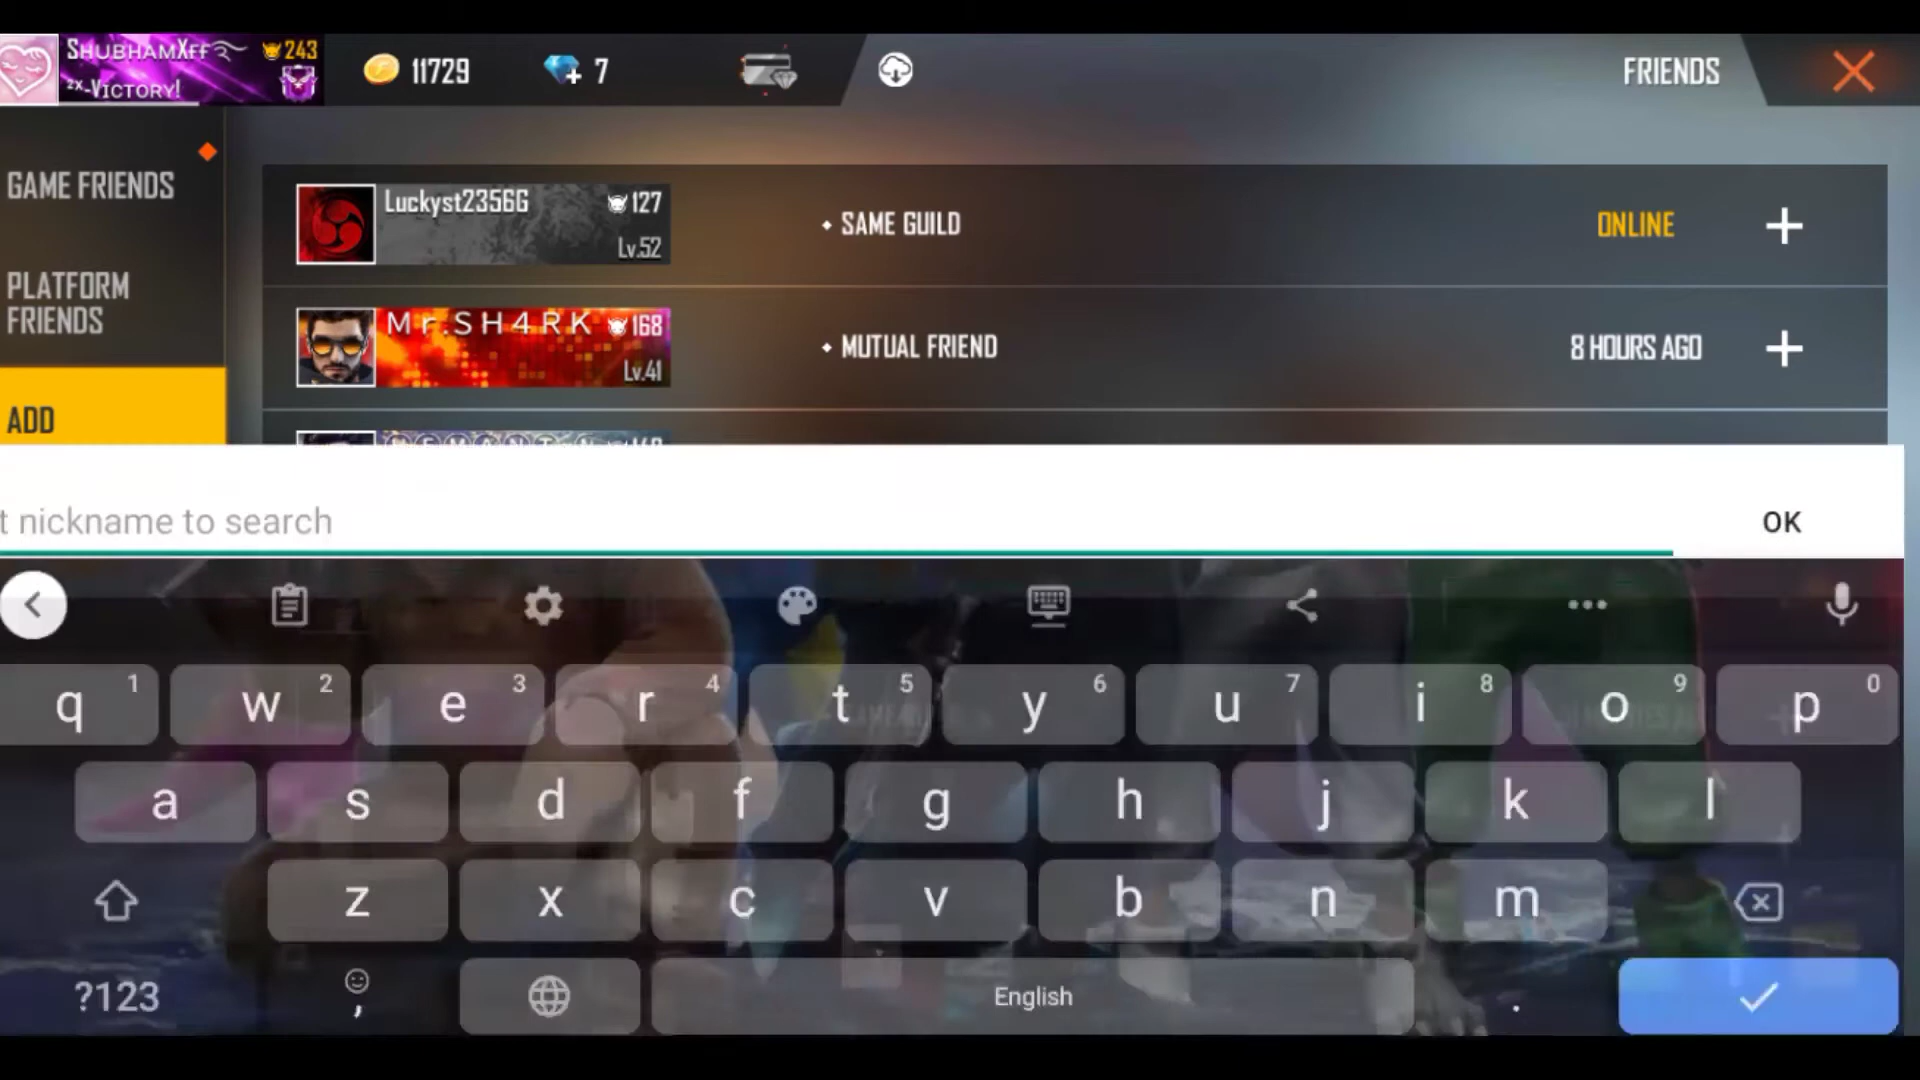 ShubhamXff 243
2x-Victory!
11729
7
FRIENDS
GAME FRIENDS
PLATFORM
FRIENDS
ADD
Luckyst2356G 127
Lv.52
• SAME GUILD
ONLINE
Mr.SH4RK 168
Lv.41
• MUTUAL FRIEND
8 HOURS AGO
t nickname to search
OK
q 1 w 2 e 3 r 4 t 5 y 6 u 7 i 8 o 9 p 0
a s d f g h j k l
z x c v b n m
?123 , English .